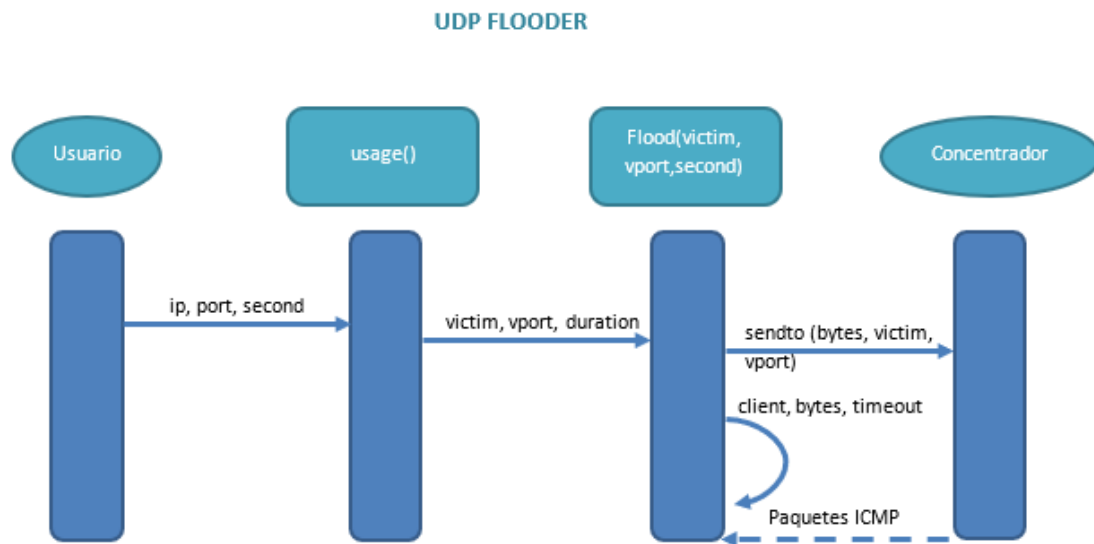 UDP FLOODER
Usuario
usage()
Flood(victim,
vport,second)
Concentrador
ip, port, second
victim, vport, duration
sendto (bytes, victim,
vport)
client, bytes, timeout
Paquetes ICMP